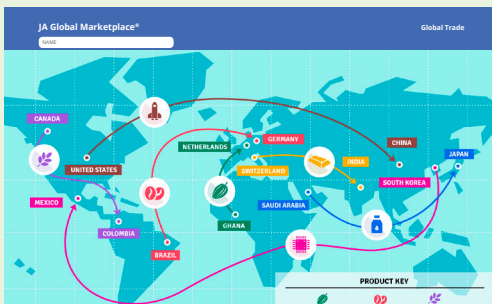 JA Global Marketplace®
Global Trade
NAME
CANADA
UNITED STATES
MEXICO
COLOMBIA
BRAZIL
NETHERLANDS
GERMANY
SWITZERLAND
GHANA
SAUDI ARABIA
INDIA
CHINA
JAPAN
SOUTH KOREA
PRODUCT KEY